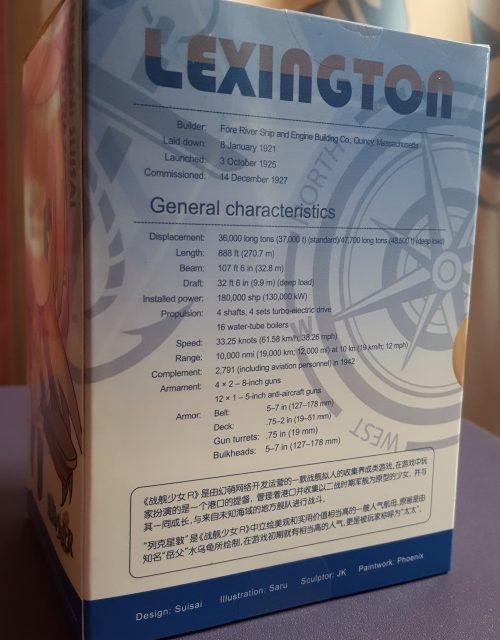 LEXINGTON
Builder: Fore River Ship and Engine Building Co., Quincy, Massachusetts
Laid down: 8 January 1921
Launched: 3 October 1925
Commissioned: 14 December 1927
General characteristics
Displacement: 36,000 long tons (37,000 t) (standard)/47,700 long tons (48,500 t) (deep load)
Length: 888 ft (270.7 m)
Beam: 107 ft 6 in (32.8 m)
Draft: 32 ft 6 in (9.9 m) (deep load)
Installed power: 180,000 shp (130,000 kW)
Propulsion: 4 shafts, 4 sets turbo-electric drive
16 water-tube boilers
Speed: 33.25 knots (61.58 km/h; 38.26 mph)
Range: 10,000 nmi (19,000 km; 12,000 mi) at 10 kn (19 km/h; 12 mph)
Complement: 2,791 (including aviation personnel) in 1942
Armament: 4 × 2 – 8-inch guns
12 × 1 – 5-inch anti-aircraft guns
Armor: Belt: 5–7 in (127–178 mm)
Deck: .75–2 in (19–51 mm)
Gun turrets: .75 in (19 mm)
Bulkheads: 5–7 in (127–178 mm)
NORTH
W
WEST
《战舰少女R》是由幻萌网络开发运营的一款战舰拟人的收集养成类游戏,在游戏中玩
家扮演的是一个港口的提督,管理着港口并收集以二战时期军舰为原型的少女,并与
其一同成长,与来自未知海域的地方舰队进行战斗。
“列克星敦”是《战舰少女R》中立绘美观和实用价值相当高的一艘人气航母,原画是由
知名“岳父”水乌龟所绘制,在游戏初期就有相当高的人气,更是被玩家称呼为“太太”。
Design: Suisai Illustration: Saru Sculptor: JK Paintwork: Phoenix
SUISAI